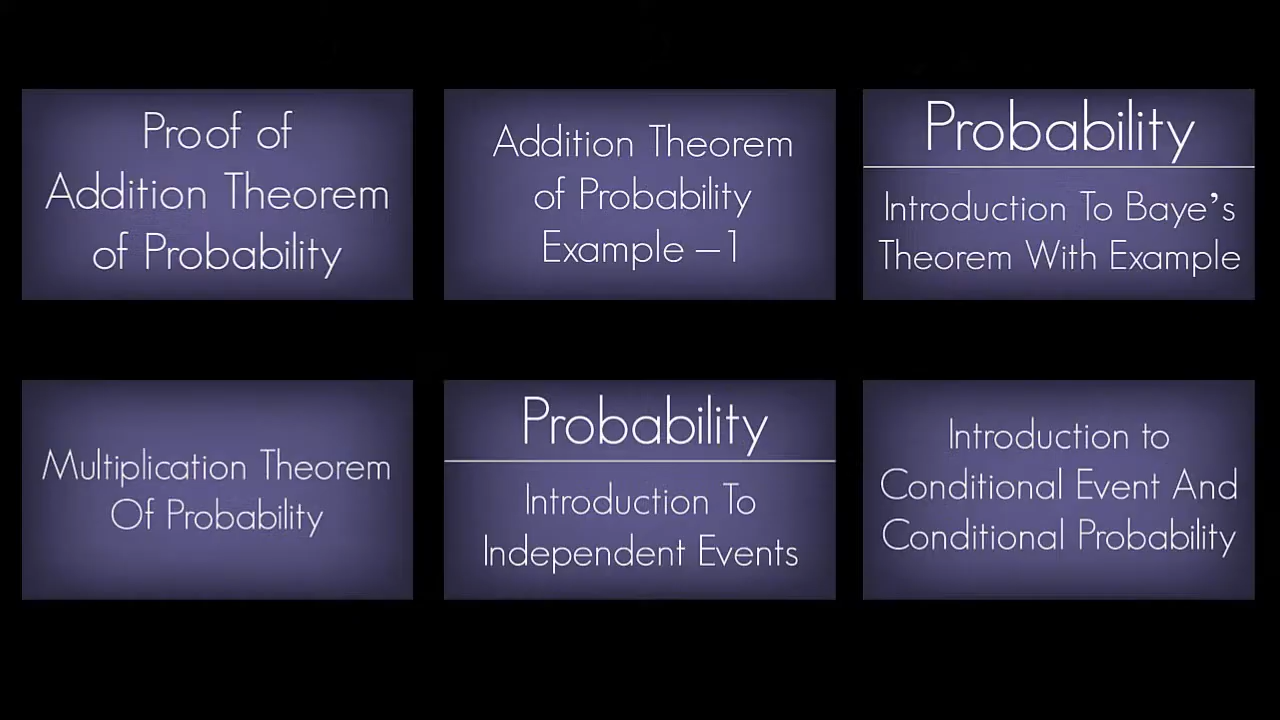 Proof of
Addition Theorem
of Probability
Addition Theorem
of Probability
Example –1
Probability
Introduction To Baye's
Theorem With Example
Multiplication Theorem
Of Probability
Probability
Introduction To
Independent Events
Introduction to
Conditional Event And
Conditional Probability